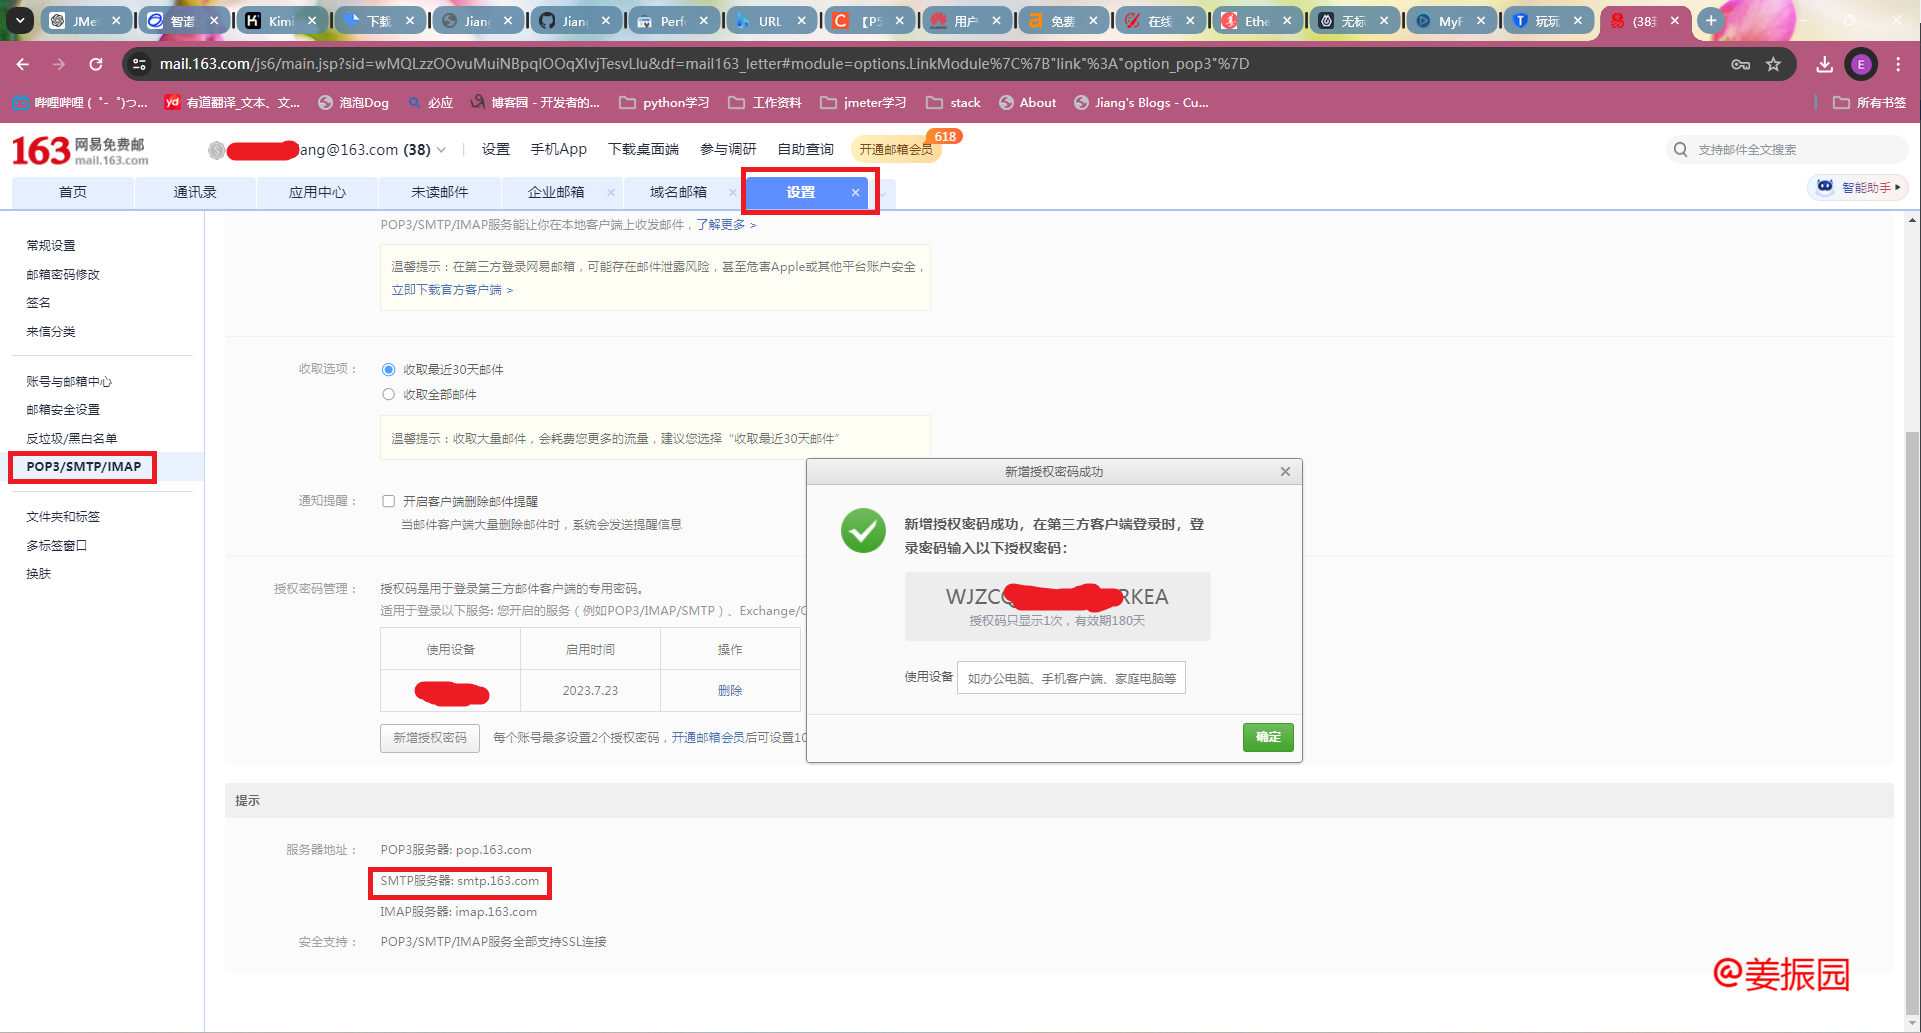 JMe
智谱
Kimi
下载
Jian
Jian
Perf
URL
【PS
用户
免费
在线
Ethe
无标
MyF
玩玩
(38封
mail.163.com/js6/main.jsp?sid=wMQLzzOOvuMuiNBpqlOOqXlvjTesvLlu&df=mail163_letter#module=options.LinkModule%7C%7B"link"%3A"option_pop3"%7D
E
哔哩哔哩 ( ゜- ゜)つ...
yd 有道翻译_文本、文...
泡泡Dog
必应
博客园 - 开发者的...
python学习
工作资料
jmeter学习
stack
About
Jiang's Blogs - Cu...
所有书签
163 网易免费邮
mail.163.com
ang@163.com (38)
设置
手机App
下载桌面端
参与调研
自助查询
开通邮箱会员
618
支持邮件全文搜索
首页
通讯录
应用中心
未读邮件
企业邮箱
域名邮箱
设置
智能助手
常规设置
邮箱密码修改
签名
来信分类
账号与邮箱中心
邮箱安全设置
反垃圾/黑白名单
POP3/SMTP/IMAP
文件夹和标签
多标签窗口
换肤
POP3/SMTP/IMAP服务能让你在本地客户端上收发邮件，了解更多 >
温馨提示：在第三方登录网易邮箱，可能存在邮件泄露风险，甚至危害Apple或其他平台账户安全，
立即下载官方客户端 >
收取选项：
收取最近30天邮件
收取全部邮件
温馨提示：收取大量邮件，会耗费您更多的流量，建议您选择“收取最近30天邮件”
通知提醒：
开启客户端删除邮件提醒
当邮件客户端大量删除邮件时，系统会发送提醒信息
授权密码管理：
授权码是用于登录第三方邮件客户端的专用密码。
适用于登录以下服务: 您开启的服务（例如POP3/IMAP/SMTP）、Exchange/C
使用设备
启用时间
操作
2023.7.23
删除
新增授权密码
每个账号最多设置2个授权密码，开通邮箱会员后可设置10
新增授权密码成功
新增授权密码成功，在第三方客户端登录时，登
录密码输入以下授权密码：
WJZC RKEA
授权码只显示1次，有效期180天
使用设备
如办公电脑、手机客户端、家庭电脑等
确定
提示
服务器地址：
POP3服务器: pop.163.com
SMTP服务器: smtp.163.com
IMAP服务器: imap.163.com
安全支持：
POP3/SMTP/IMAP服务全部支持SSL连接
@姜振园